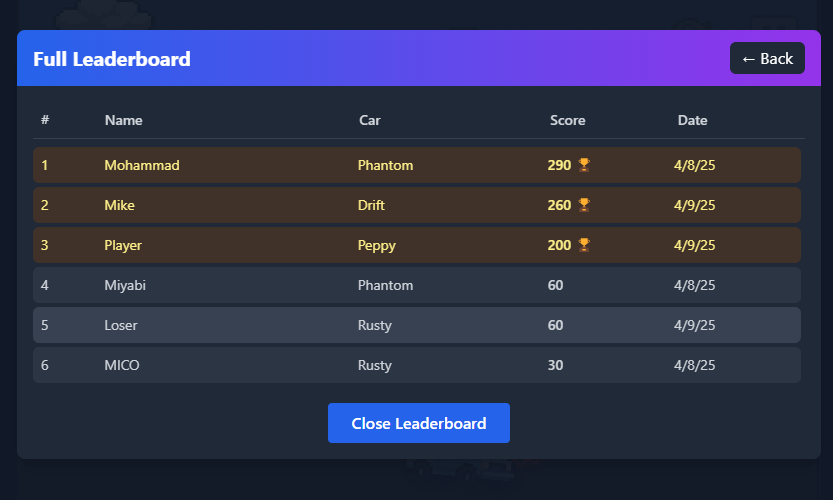 Full Leaderboard
← Back
# Name Car Score Date
1 Mohammad Phantom 290 🏆 4/8/25
2 Mike Drift 260 🏆 4/9/25
3 Player Peppy 200 🏆 4/9/25
4 Miyabi Phantom 60 4/8/25
5 Loser Rusty 60 4/9/25
6 MICO Rusty 30 4/8/25
Close Leaderboard